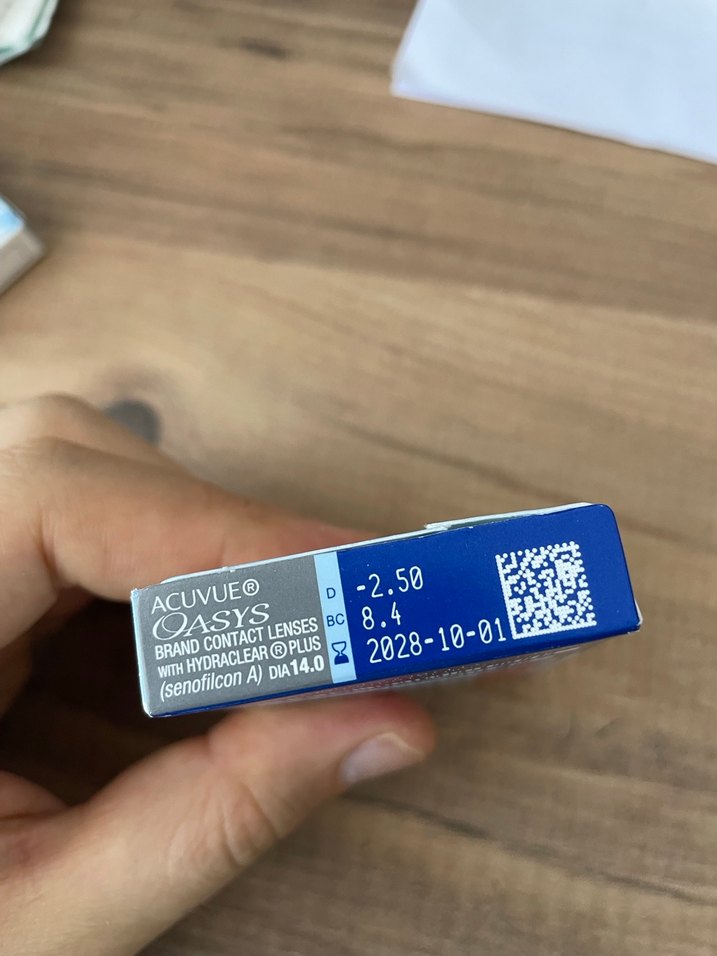 ACUVUE®
OASYS
BRAND CONTACT LENSES
WITH HYDRACLEAR® PLUS
(senofilcon A) DIA14.0
D -2.50
BC 8.4
2028-10-01